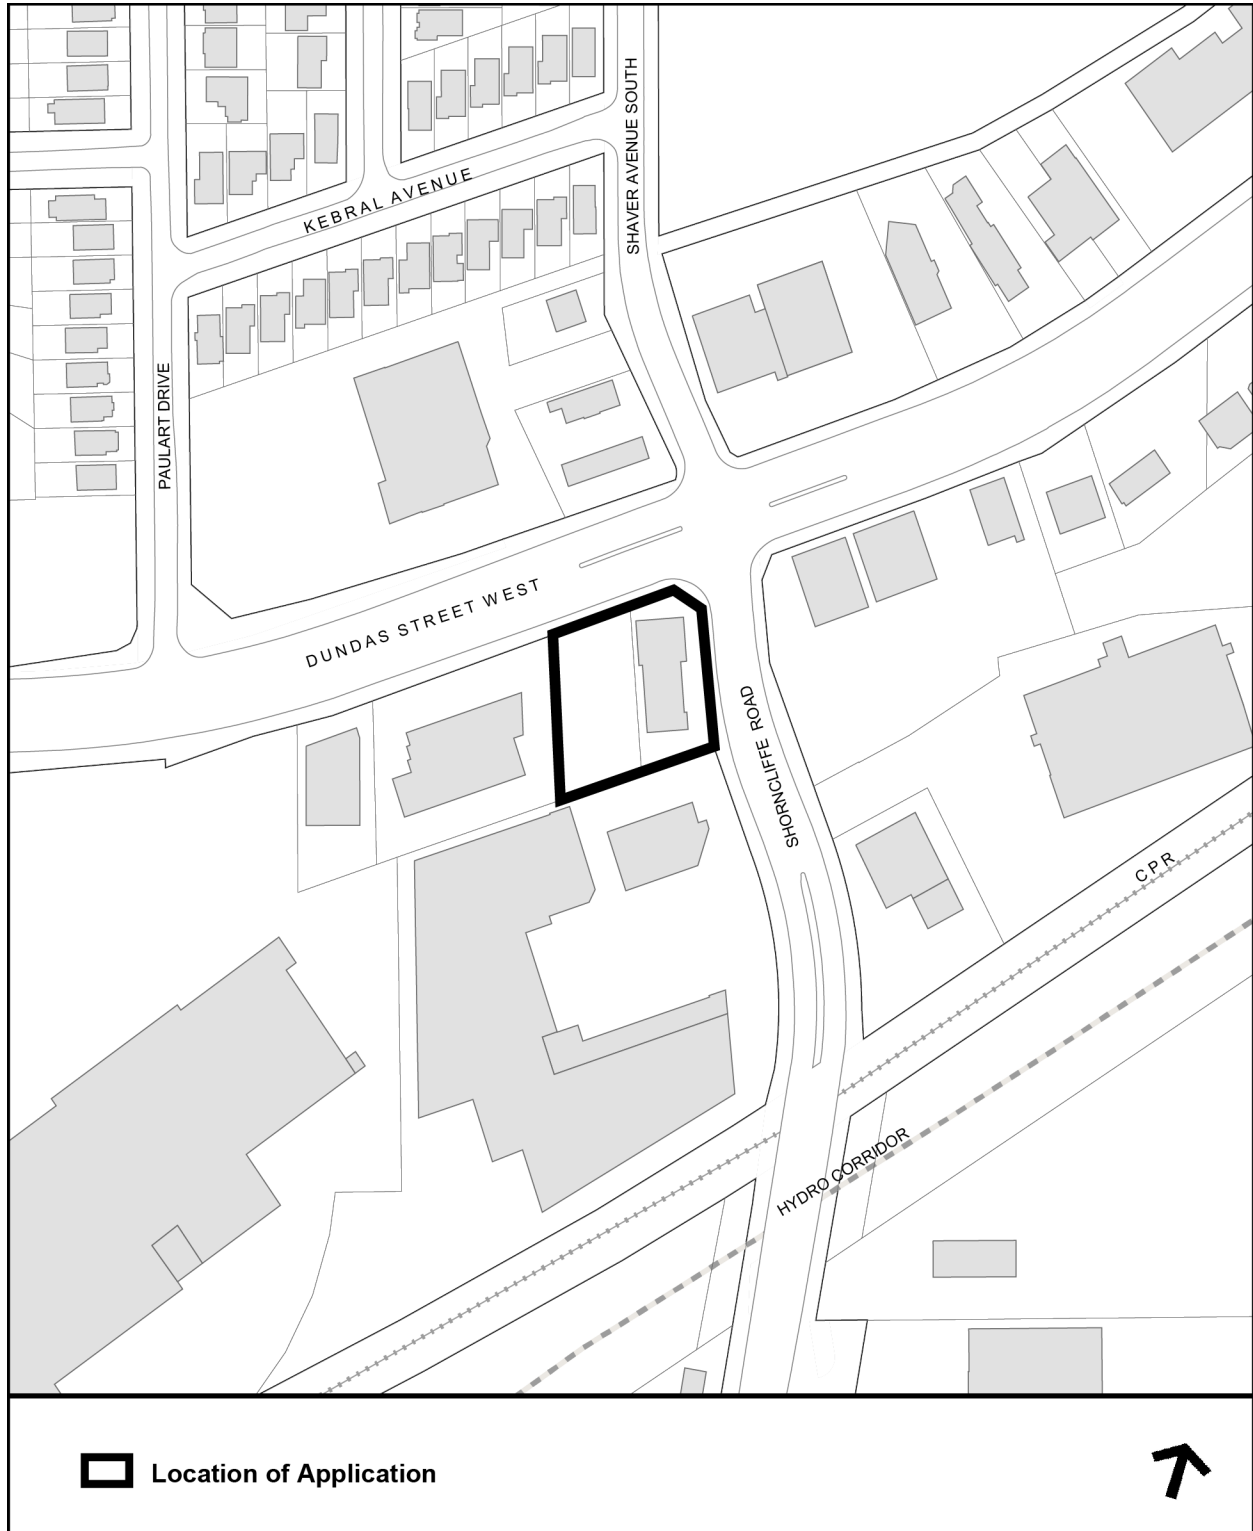 SHAVER AVENUE SOUTH
KEBRAL AVENUE
PAULART DRIVE
DUNDAS STREET WEST
SHORNCLIFFE ROAD
CPR
HYDRO CORRIDOR
Location of Application